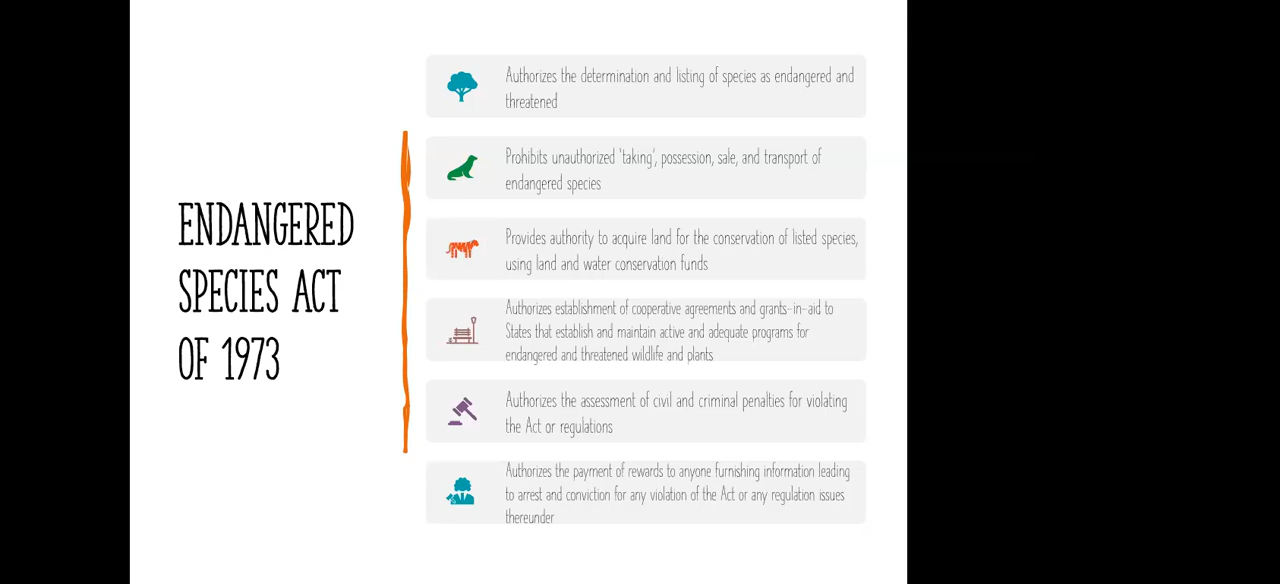 ENDANGERED
SPECIES ACT
OF 1973
Authorizes the determination and listing of species as endangered and
threatened
Prohibits unauthorized 'taking', possession, sale, and transport of
endangered species
Provides authority to acquire land for the conservation of listed species,
using land and water conservation funds
Authorizes establishment of cooperative agreements and grants-in-aid to
States that establish and maintain active and adequate programs for
endangered and threatened wildlife and plants
Authorizes the assessment of civil and criminal penalties for violating
the Act or regulations
Authorizes the payment of rewards to anyone furnishing information leading
to arrest and conviction for any violation of the Act or any regulation issues
thereunder